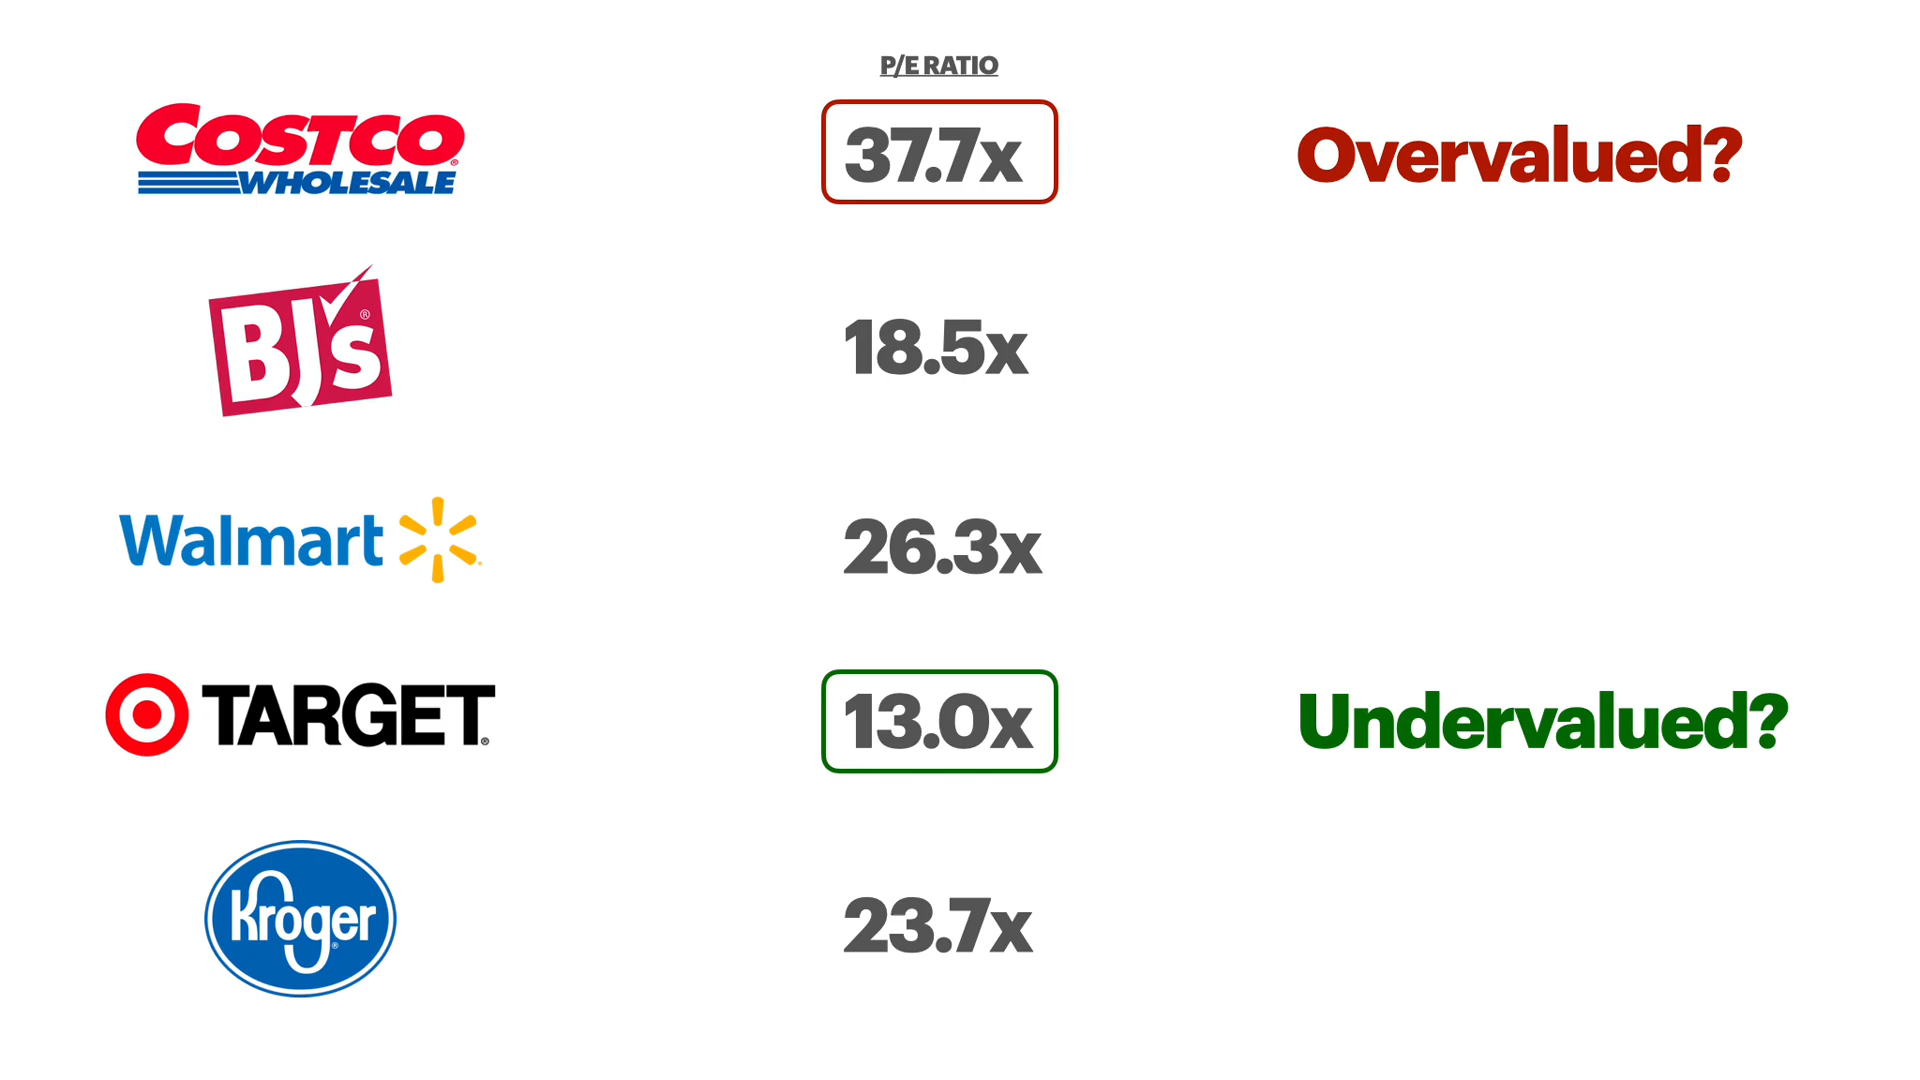 P/E RATIO
COSTCO
WHOLESALE
37.7x
Overvalued?
BJ's
18.5x
Walmart
26.3x
TARGET
13.0x
Undervalued?
Kroger
23.7x